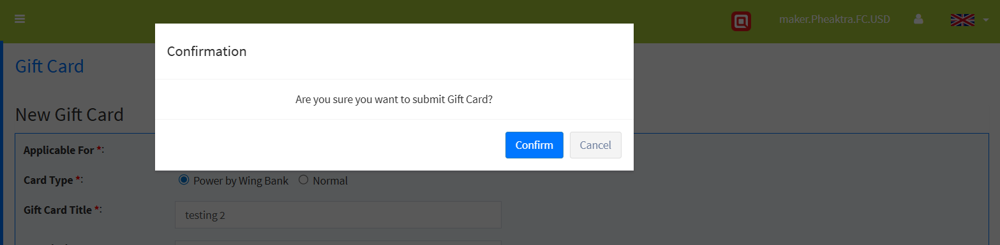 maker.Pheaktra.FC.USD
Confirmation
Gift Card
Are you sure you want to submit Gift Card?
New Gift Card
Confirm Cancel
Applicable For *:
Card Type *: Power by Wing Bank Normal
Gift Card Title *: testing 2